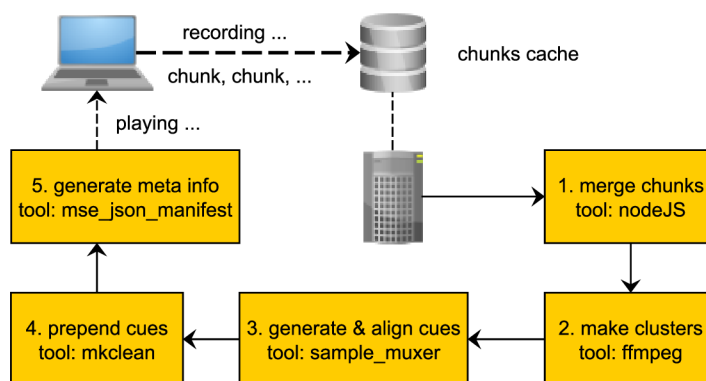 recording ...
chunk, chunk, ...
chunks cache
playing ...
5. generate meta info
tool: mse_json_manifest
1. merge chunks
tool: nodeJS
4. prepend cues
tool: mkclean
3. generate & align cues
tool: sample_muxer
2. make clusters
tool: ffmpeg